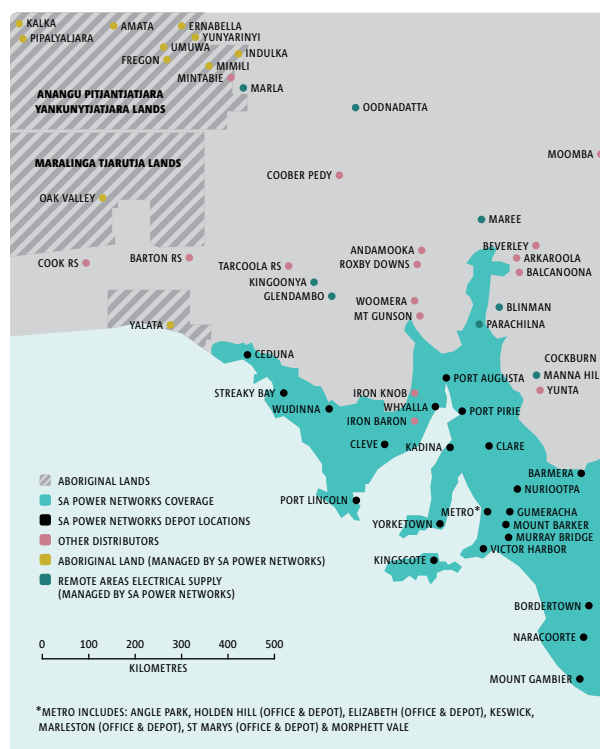 KALKA
AMATA
ERNABELLA
PIPALYALJARA
YUNYARINYI
UMUWA
INDULKA
FREGON
MIMILI
MINTABIE
MARLA
ANANGU PITJANTJATJARA
YANKUNYTJATJARA LANDS
OODNADATTA
MOOMBA
MARALINGA TJARUTJA LANDS
COOBER PEDY
OAK VALLEY
MAREE
BEVERLEY
ANDAMOOKA
ARKAROOLA
BARTON RS
COOK RS
TARCOOLA RS
ROXBY DOWNS
BALCANOONA
KINGOONYA
GLENDAMBO
WOOMERA
BLINMAN
MT GUNSON
YALATA
PARACHILNA
CEDUNA
COCKBURN
PORT AUGUSTA
MANNA HIL
STREAKY BAY
IRON KNOB
YUNTA
WUDINNA
WHYALLA
PORT PIRIE
IRON BARON
CLEVE
KADINA
CLARE
BARMERA
ABORIGINAL LANDS
NURIOOTPA
SA POWER NETWORKS COVERAGE
PORT LINCOLN
METRO*
GUMERACHA
SA POWER NETWORKS DEPOT LOCATIONS
YORKETOWN
MOUNT BARKER
OTHER DISTRIBUTORS
MURRAY BRIDGE
VICTOR HARBOR
ABORIGINAL LAND (MANAGED BY SA POWER NETWORKS)
KINGSCOTE
REMOTE AREAS ELECTRICAL SUPPLY
(MANAGED BY SA POWER NETWORKS)
BORDERTOWN
NARACOORTE
0 100 200 300 400 500
KILOMETRES
MOUNT GAMBIER
*METRO INCLUDES: ANGLE PARK, HOLDEN HILL (OFFICE & DEPOT), ELIZABETH (OFFICE & DEPOT), KESWICK,
MARLESTON (OFFICE & DEPOT), ST MARYS (OFFICE & DEPOT) & MORPHETT VALE